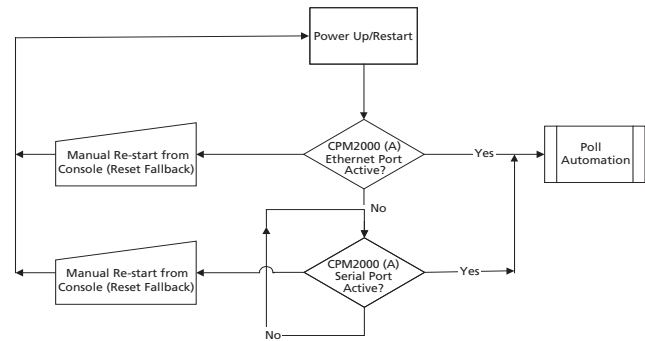 Power Up/Restart
Manual Re-start from
Console (Reset Fallback)
CPM2000 (A)
Ethernet Port
Active?
Yes
Poll
Automation
No
Manual Re-start from
Console (Reset Fallback)
CPM2000 (A)
Serial Port
Active?
Yes
No